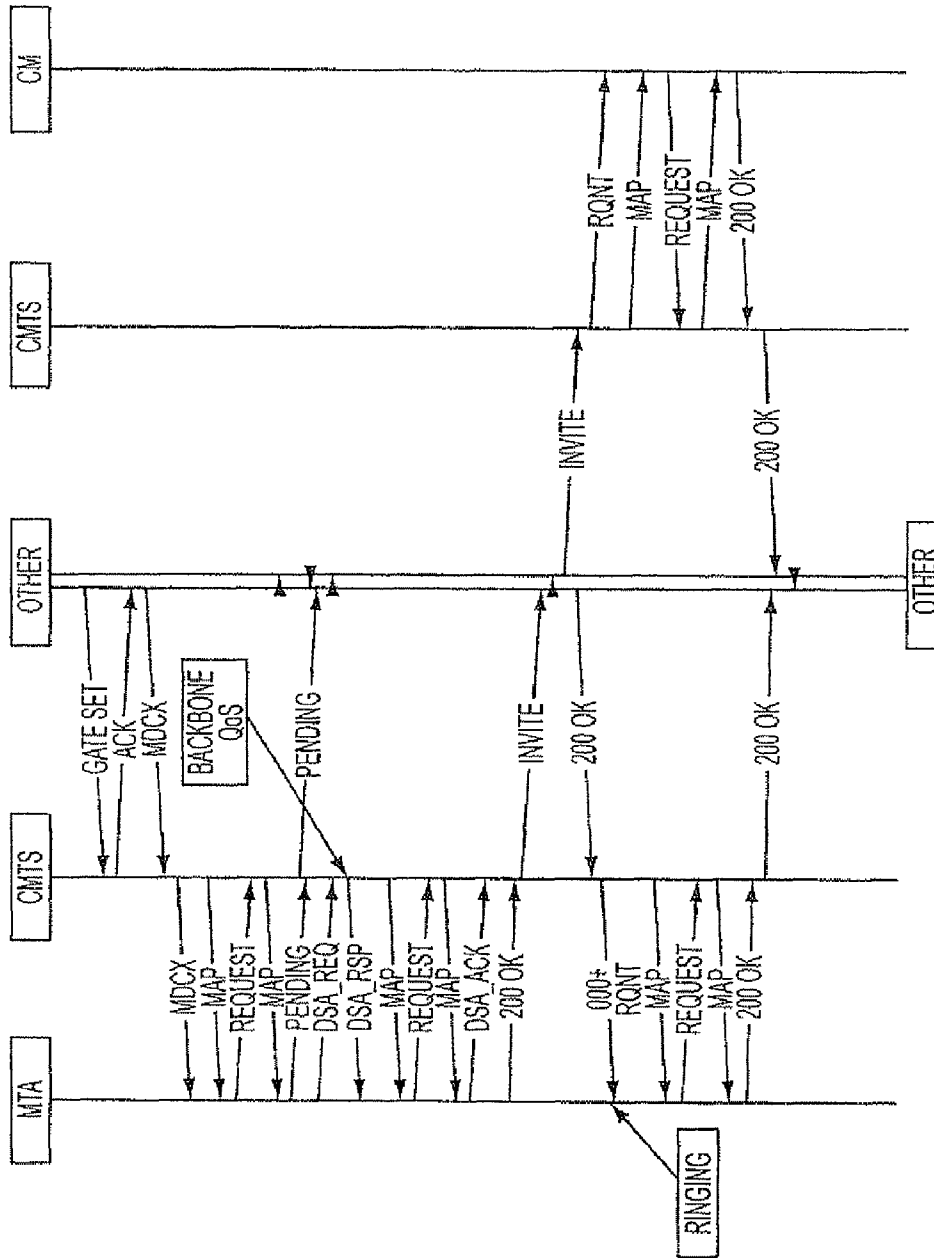 MTA
CMTS
OTHER
CMTS
CM
GATE SET
ACK
MDCX
MDCX
MAP
REQUEST
MAP
PENDING
PENDING
DSA_REQ
BACKBONE
QoS
DSA_RSP
MAP
REQUEST
MAP
DSA_ACK
200 OK
INVITE
INVITE
200 OK
000+
RQNT
RINGING
MAP
REQUEST
MAP
200 OK
RQNT
MAP
REQUEST
MAP
200 OK
200 OK
200 OK
OTHER